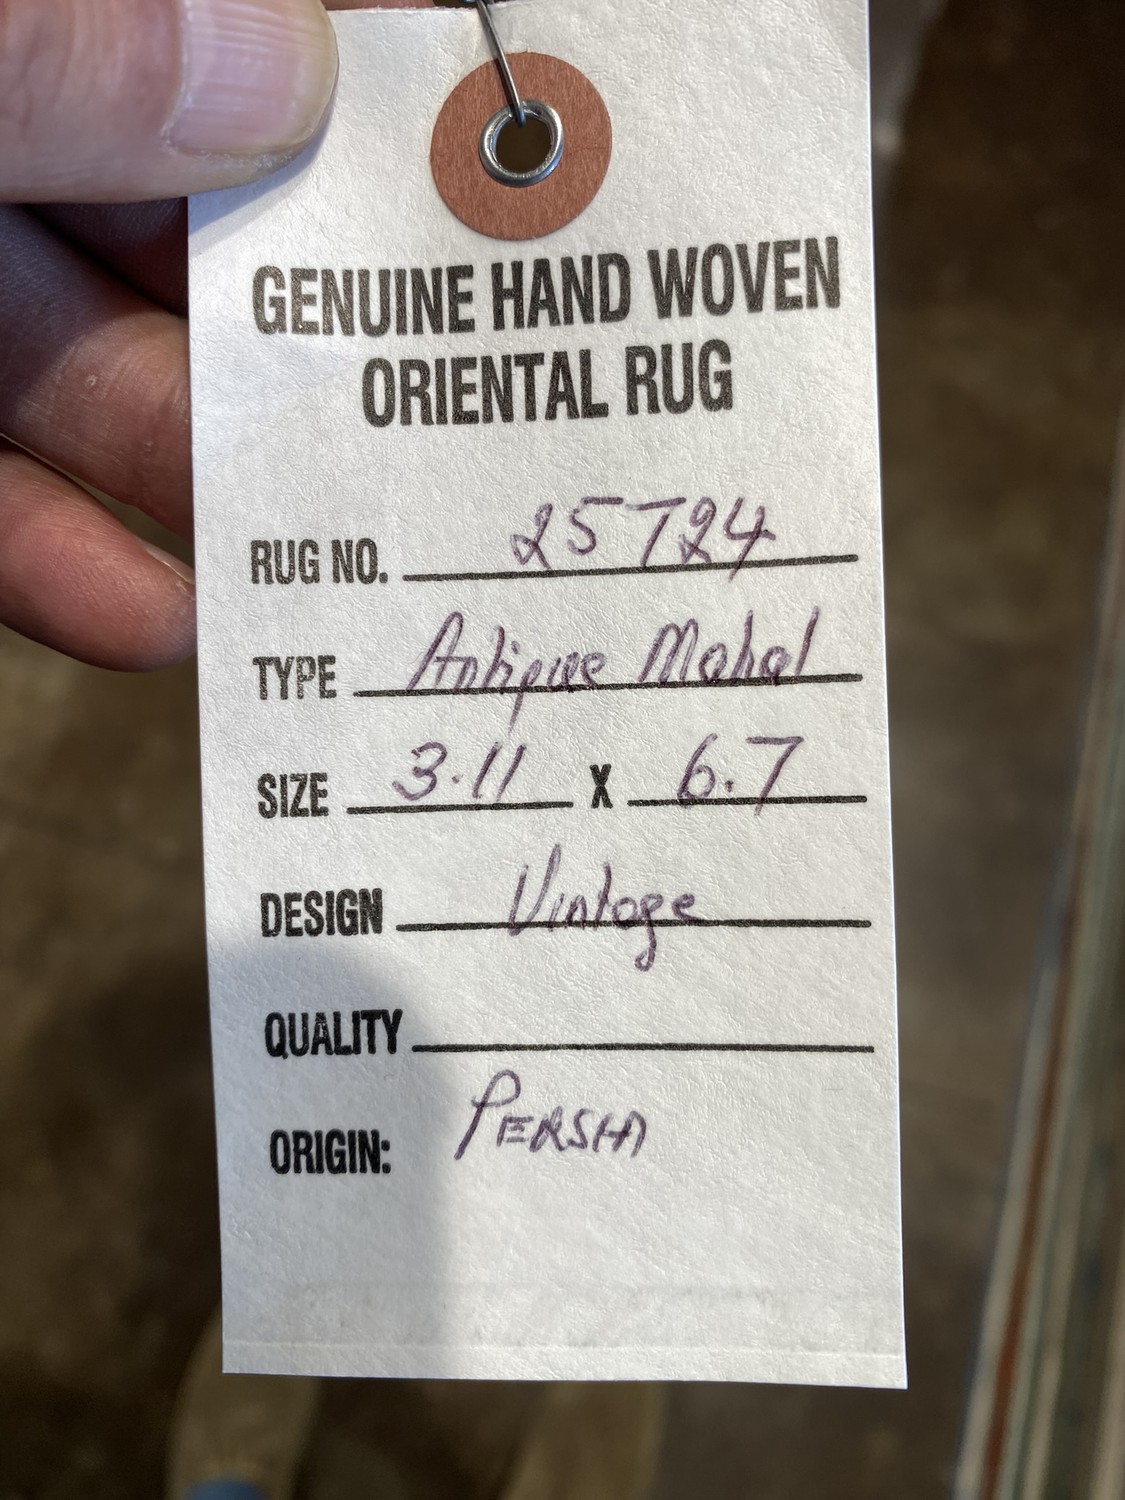 GENUINE HAND WOVEN
ORIENTAL RUG
RUG NO. 25724
TYPE Antique Mahal
SIZE 3.11 X 6.7
DESIGN Vintage
QUALITY
ORIGIN: PERSIA